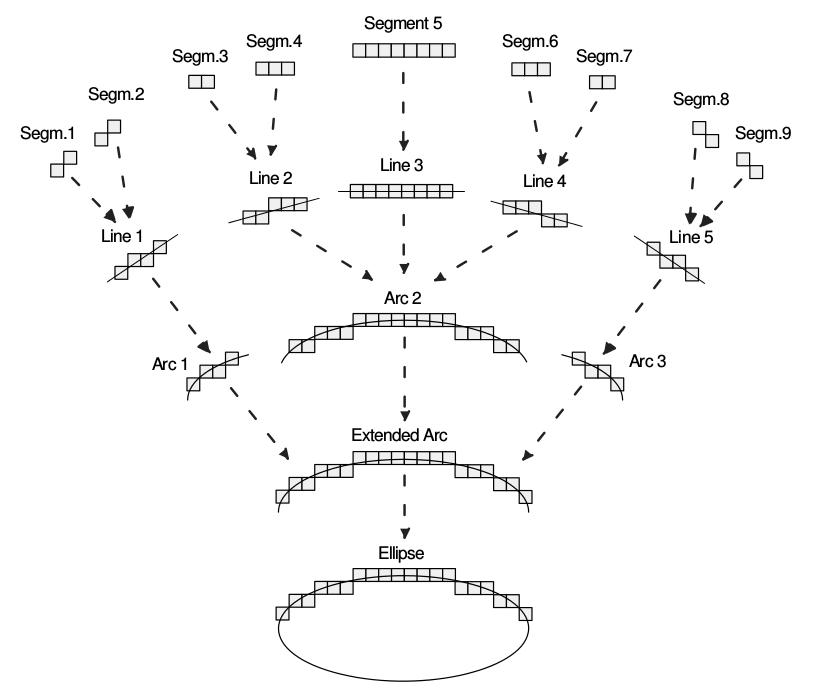 Segment 5
Segm.4
Segm.6
Segm.3
Segm.7
Segm.2
Segm.8
Segm.1
Segm.9
Line 3
Line 2
Line 4
Line 1
Line 5
Arc 2
Arc 1
Arc 3
Extended Arc
Ellipse